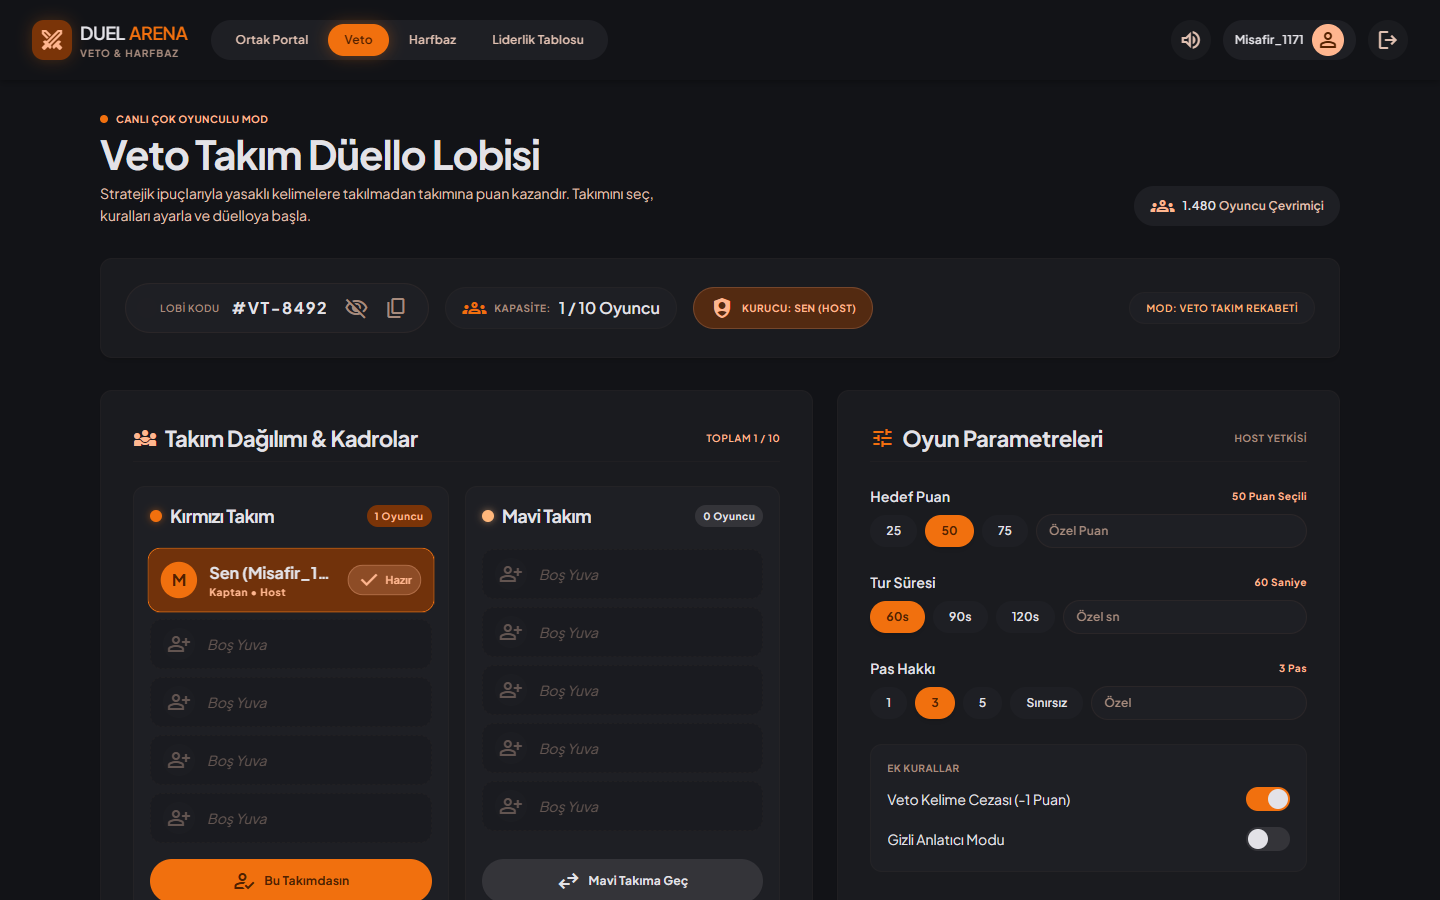 DUEL ARENA
VETO & HARFBAZ
Ortak Portal
Veto
Harfbaz
Liderlik Tablosu
Misafir_1171
CANLI ÇOK OYUNCULU MOD
Veto Takım Düello Lobisi
Stratejik ipuçlarıyla yasaklı kelimelere takılmadan takımına puan kazandır. Takımını seç,
kuralları ayarla ve düelloya başla.
1.480 Oyuncu Çevrimiçi
LOBİ KODU #VT-8492
KAPASİTE: 1 / 10 Oyuncu
KURUCU: SEN (HOST)
MOD: VETO TAKIM REKABETİ
Takım Dağılımı & Kadrolar
TOPLAM 1 / 10
Kırmızı Takım
1 Oyuncu
M
Sen (Misafir_1...
Kaptan • Host
Hazır
Boş Yuva
Boş Yuva
Boş Yuva
Boş Yuva
Bu Takımdasın
Mavi Takım
0 Oyuncu
Boş Yuva
Boş Yuva
Boş Yuva
Boş Yuva
Boş Yuva
Mavi Takıma Geç
Oyun Parametreleri
HOST YETKİSİ
Hedef Puan
50 Puan Seçili
25 50 75 Özel Puan
Tur Süresi
60 Saniye
60s 90s 120s Özel sn
Pas Hakkı
3 Pas
1 3 5 Sınırsız Özel
EK KURALLAR
Veto Kelime Cezası (-1 Puan)
Gizli Anlatıcı Modu